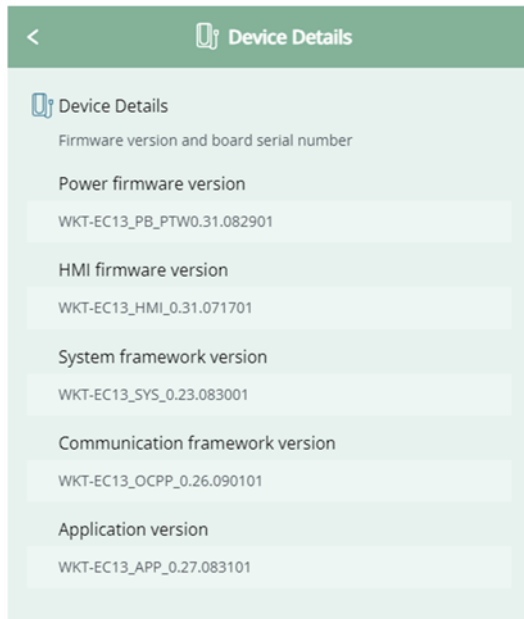 Device Details
Device Details
Firmware version and board serial number
Power firmware version
WKT-EC13_PB_PTW0.31.082901
HMI firmware version
WKT-EC13_HMI_0.31.071701
System framework version
WKT-EC13_SYS_0.23.083001
Communication framework version
WKT-EC13_OCPP_0.26.090101
Application version
WKT-EC13_APP_0.27.083101